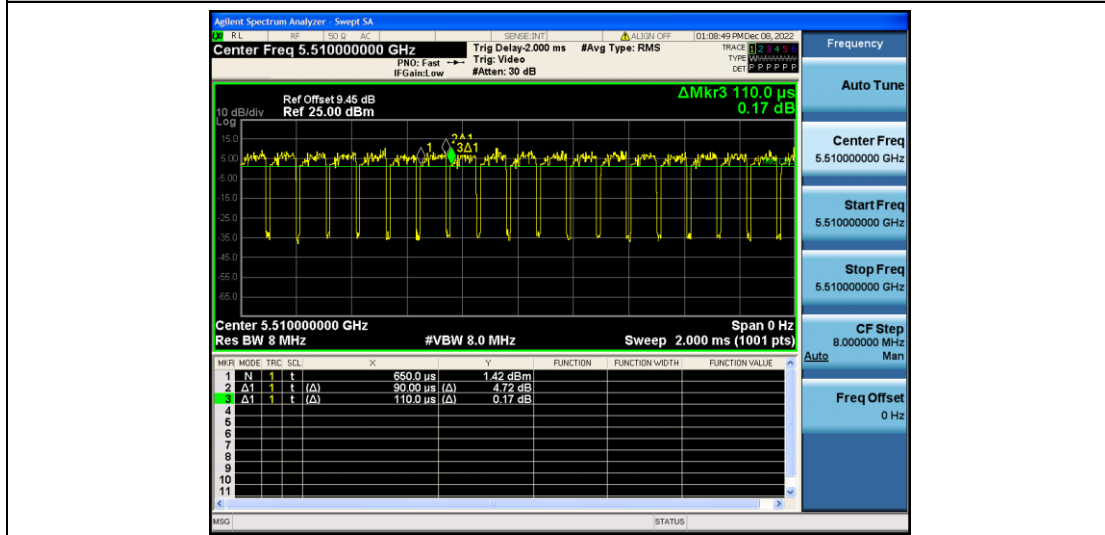 Agilent Spectrum Analyzer - Swept SA
RL RF 50 Ω AC SENSE:INT ALIGN OFF 01:08:49 PM Dec 08, 2022
Center Freq 5.510000000 GHz
PNO: Fast
IFGain:Low
Trig Delay-2.000 ms
Trig: Video
#Atten: 30 dB
#Avg Type: RMS
TRACE 1 2 3 4 5 6
TYPE
DET P P P P P P
Frequency
ΔMkr3 110.0 µs
0.17 dB
Ref Offset 9.45 dB
10 dB/div Ref 25.00 dBm
Log
15.0
5.00
-5.00
-15.0
-25.0
-35.0
-45.0
-55.0
-65.0
1
2Δ1
3Δ1
Center 5.510000000 GHz
Span 0 Hz
Res BW 8 MHz
#VBW 8.0 MHz
Sweep 2.000 ms (1001 pts)
MKR MODE TRC SCL X Y FUNCTION FUNCTION WIDTH FUNCTION VALUE
1 N 1 t 650.0 µs 1.42 dBm
2 Δ1 1 t (Δ) 90.00 µs (Δ) 4.72 dB
3 Δ1 1 t (Δ) 110.0 µs (Δ) 0.17 dB
4
5
6
7
8
9
10
11
MSG
STATUS
Auto Tune
Center Freq
5.510000000 GHz
Start Freq
5.510000000 GHz
Stop Freq
5.510000000 GHz
CF Step
8.000000 MHz
Auto Man
Freq Offset
0 Hz